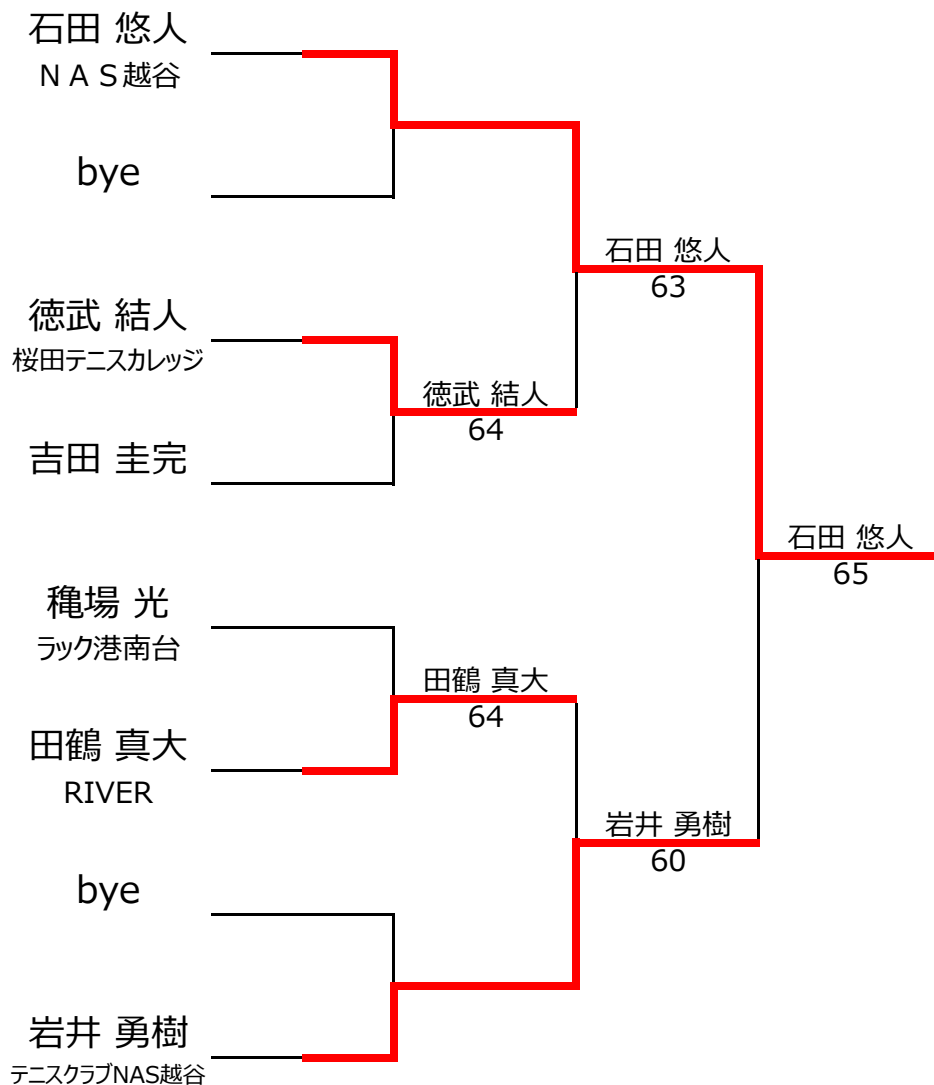 石田 悠人
ＮＡＳ越谷
bye
徳武 結人
桜田テニスカレッジ
吉田 圭完
穐場 光
ラック港南台
田鶴 真大
RIVER
bye
岩井 勇樹
テニスクラブNAS越谷
徳武 結人
64
田鶴 真大
64
石田 悠人
63
岩井 勇樹
60
石田 悠人
65